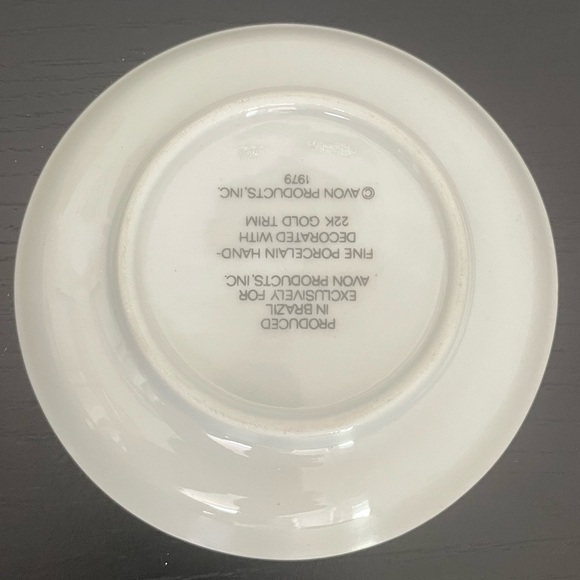 PRODUCED
IN BRAZIL
EXCLUSIVELY FOR
AVON PRODUCTS, INC.
FINE PORCELAIN HAND-
DECORATED WITH
22K GOLD TRIM
©AVON PRODUCTS, INC.
1979